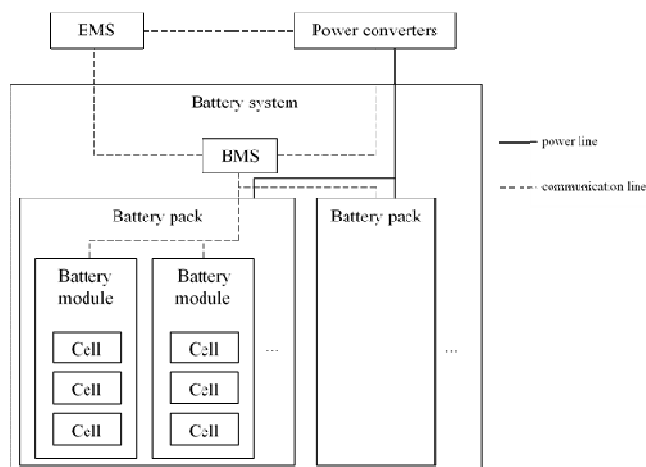 EMS
Power converters
Battery system
BMS
power line
communication line
Battery pack
Battery pack
Battery
module
Battery
module
Cell
Cell
Cell
...
Cell
Cell
Cell
...